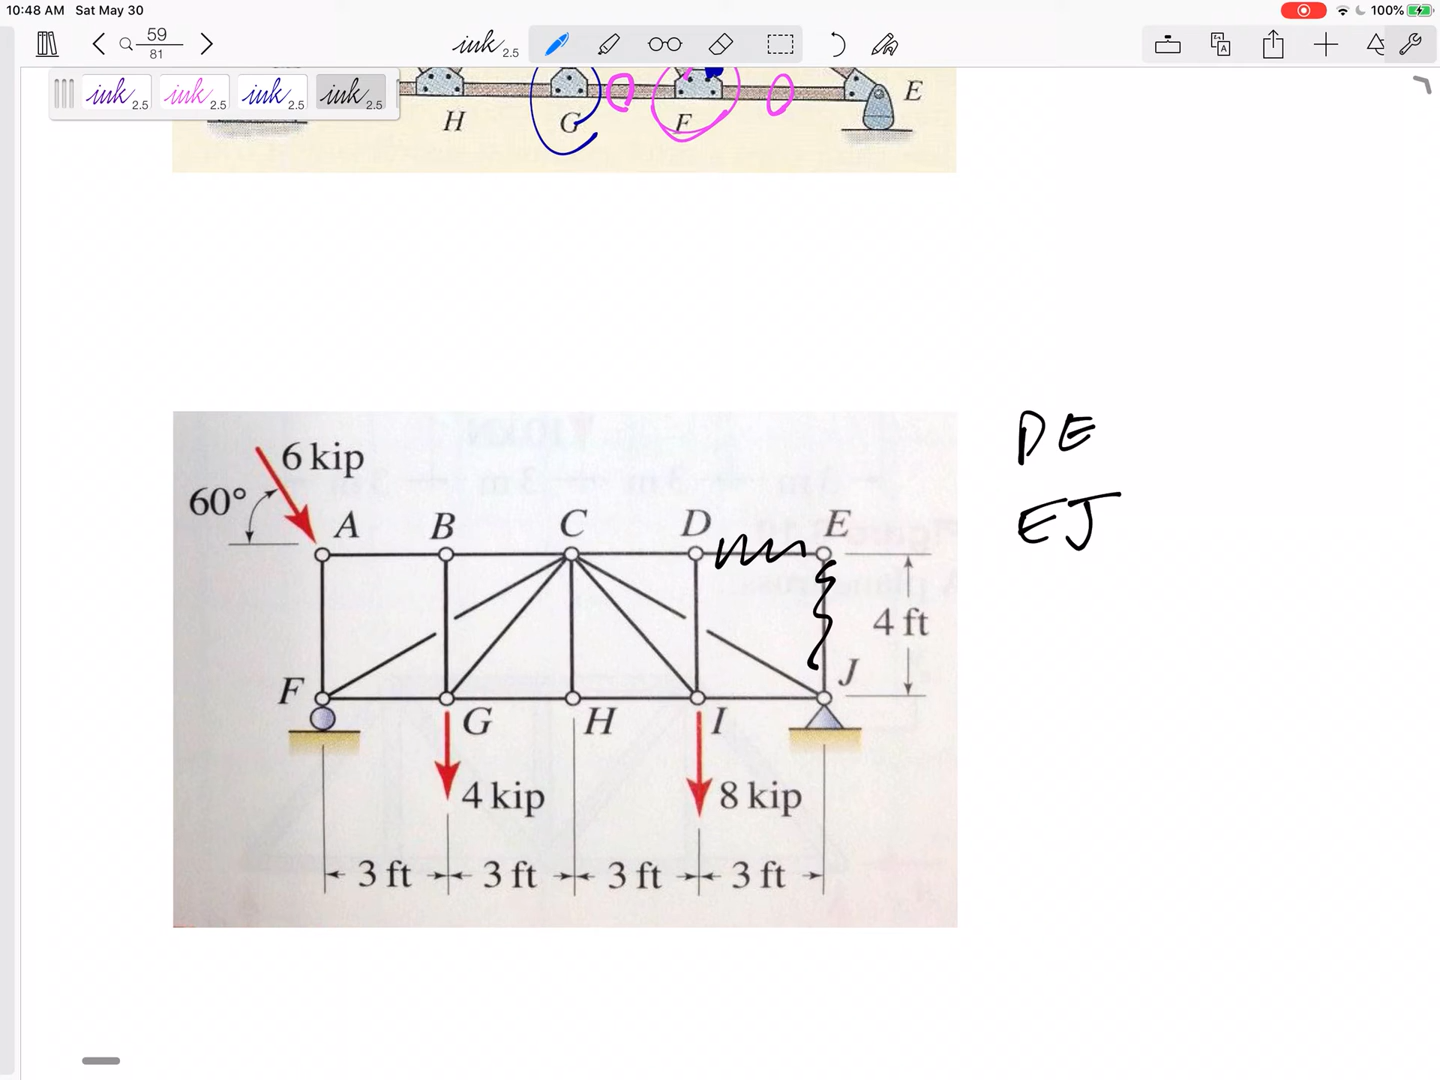 10:48 AM Sat May 30
100%
59
81
ink 2.5
ink 2.5
ink 2.5
ink 2.5
ink 2.5
H
G
F
E
6 kip
60°
A
B
C
D
E
DE
EJ
4 ft
F
G
H
I
J
4 kip
8 kip
3 ft
3 ft
3 ft
3 ft